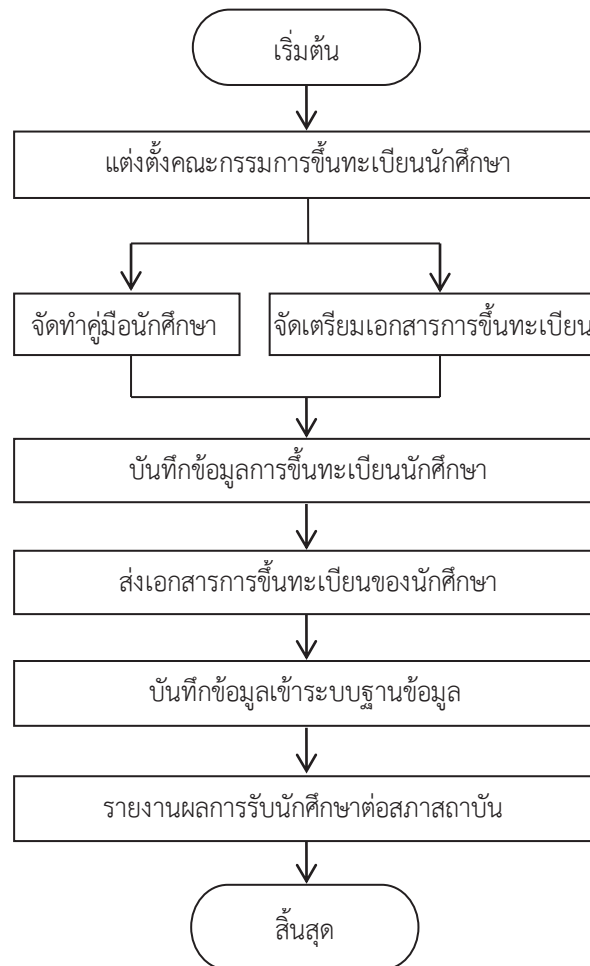 เริ่มต้น
แต่งตั้งคณะกรรมการขึ้นทะเบียนนักศึกษา
จัดทำคู่มือนักศึกษา
จัดเตรียมเอกสารการขึ้นทะเบียน
บันทึกข้อมูลการขึ้นทะเบียนนักศึกษา
ส่งเอกสารการขึ้นทะเบียนของนักศึกษา
บันทึกข้อมูลเข้าระบบฐานข้อมูล
รายงานผลการรับนักศึกษาต่อสภาสถาบัน
สิ้นสุด